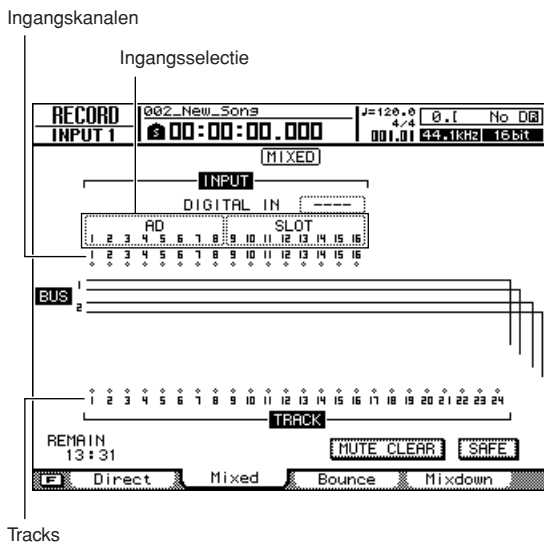 Ingangskanalen
Ingangsselectie
RECORD
INPUT 1
002_New_Song
S 00:00:00.000
♩=120.0
4/4
001.01
0.[ No DR
44.1kHz 16bit
MIXED
INPUT
DIGITAL IN ----
AD SLOT
1 2 3 4 5 6 7 8 9 10 11 12 13 14 15 16
1 2 3 4 5 6 7 8 9 10 11 12 13 14 15 16
BUS
1
2
1 2 3 4 5 6 7 8 9 10 11 12 13 14 15 16 17 18 19 20 21 22 23 24
TRACK
REMAIN
13:31
MUTE CLEAR SAFE
F Direct Mixed Bounce Mixdown
Tracks